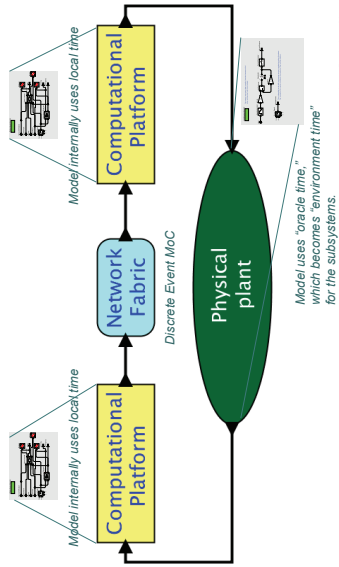 Model internally uses local time
Model internally uses local time
Computational
Platform
Network
Fabric
Computational
Platform
Discrete Event MoC
Physical
plant
Model uses "oracle time,"
which becomes "environment time"
for the subsystems.